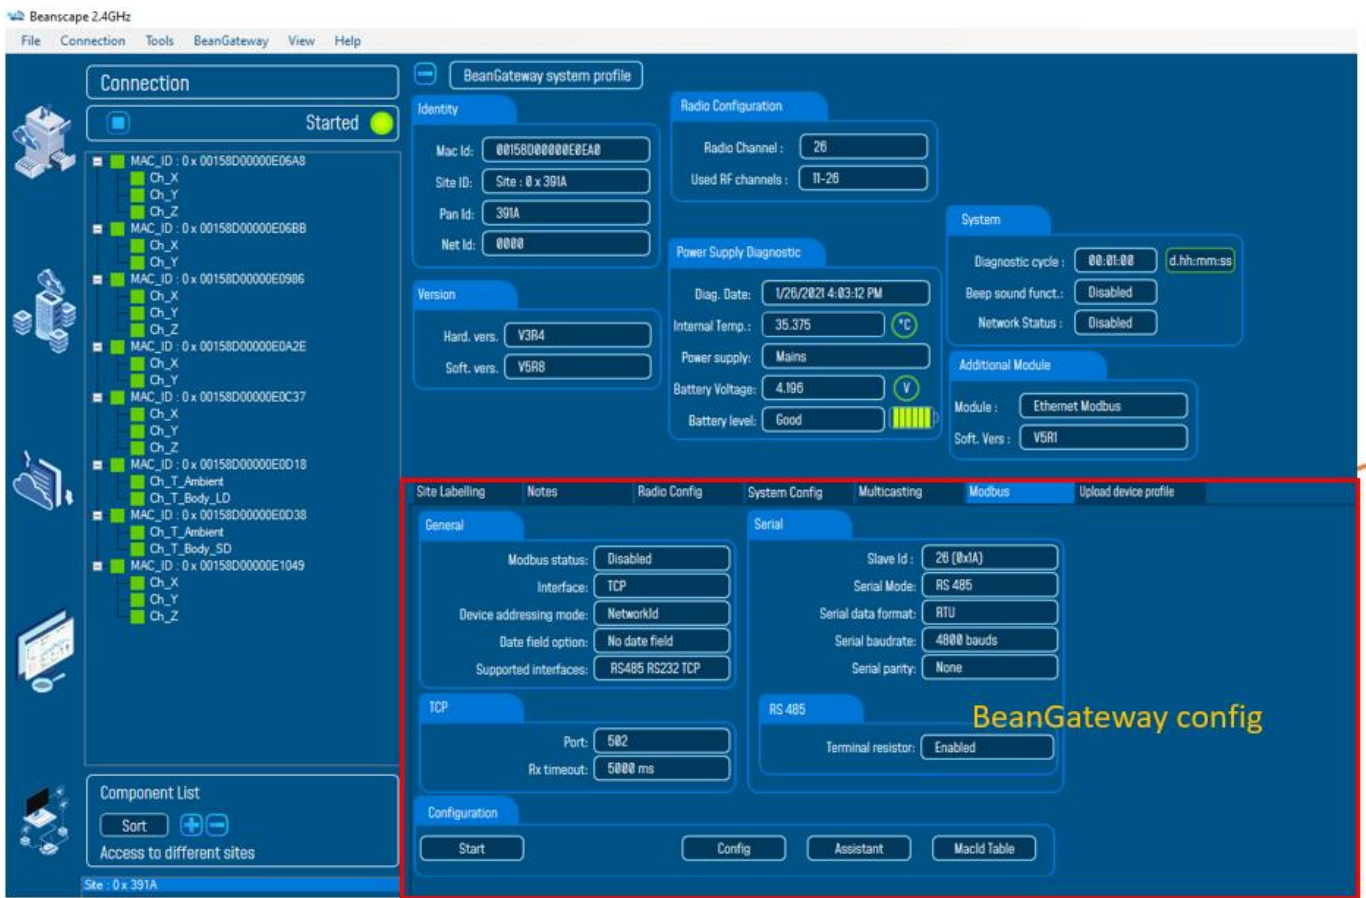 Beanscape 2.4GHz
File Connection Tools BeanGateway View Help
Connection
Started
MAC_ID : 0 x 00158D00000E06A8
Ch_X
Ch_Y
Ch_Z
MAC_ID : 0 x 00158D00000E06BB
Ch_X
Ch_Y
MAC_ID : 0 x 00158D00000E0986
Ch_X
Ch_Y
Ch_Z
MAC_ID : 0 x 00158D00000E0A2E
Ch_X
Ch_Y
MAC_ID : 0 x 00158D00000E0C37
Ch_X
Ch_Y
Ch_Z
MAC_ID : 0 x 00158D00000E0D18
Ch_T_Ambient
Ch_T_Body_LD
MAC_ID : 0 x 00158D00000E0D38
Ch_T_Ambient
Ch_T_Body_SD
MAC_ID : 0 x 00158D00000E1049
Ch_X
Ch_Y
Ch_Z
Component List
Sort
Access to different sites
Site : 0 x 391A
BeanGateway system profile
Identity
Mac Id: 00158D00000E0EA0
Site ID: Site : 0 x 391A
Pan Id: 391A
Net Id: 0000
Version
Hard. vers. V3R4
Soft. vers. V5R8
Radio Configuration
Radio Channel : 26
Used RF channels : 11-26
Power Supply Diagnostic
Diag. Date: 1/26/2021 4:03:12 PM
Internal Temp.: 35.375 °C
Power supply: Mains
Battery Voltage: 4.196 V
Battery level: Good
System
Diagnostic cycle : 00:01:00 d.hh:mm:ss
Beep sound funct.: Disabled
Network Status : Disabled
Additional Module
Module : Ethernet Modbus
Soft. Vers : V5R1
Site Labelling Notes Radio Config System Config Multicasting Modbus Upload device profile
General
Modbus status: Disabled
Interface: TCP
Device addressing mode: NetworkId
Date field option: No date field
Supported interfaces: RS485 RS232 TCP
TCP
Port: 502
Rx timeout: 5000 ms
Serial
Slave Id : 26 (0x1A)
Serial Mode: RS 485
Serial data format: RTU
Serial baudrate: 4800 bauds
Serial parity: None
RS 485
Terminal resistor: Enabled
BeanGateway config
Configuration
Start Config Assistant MacId Table